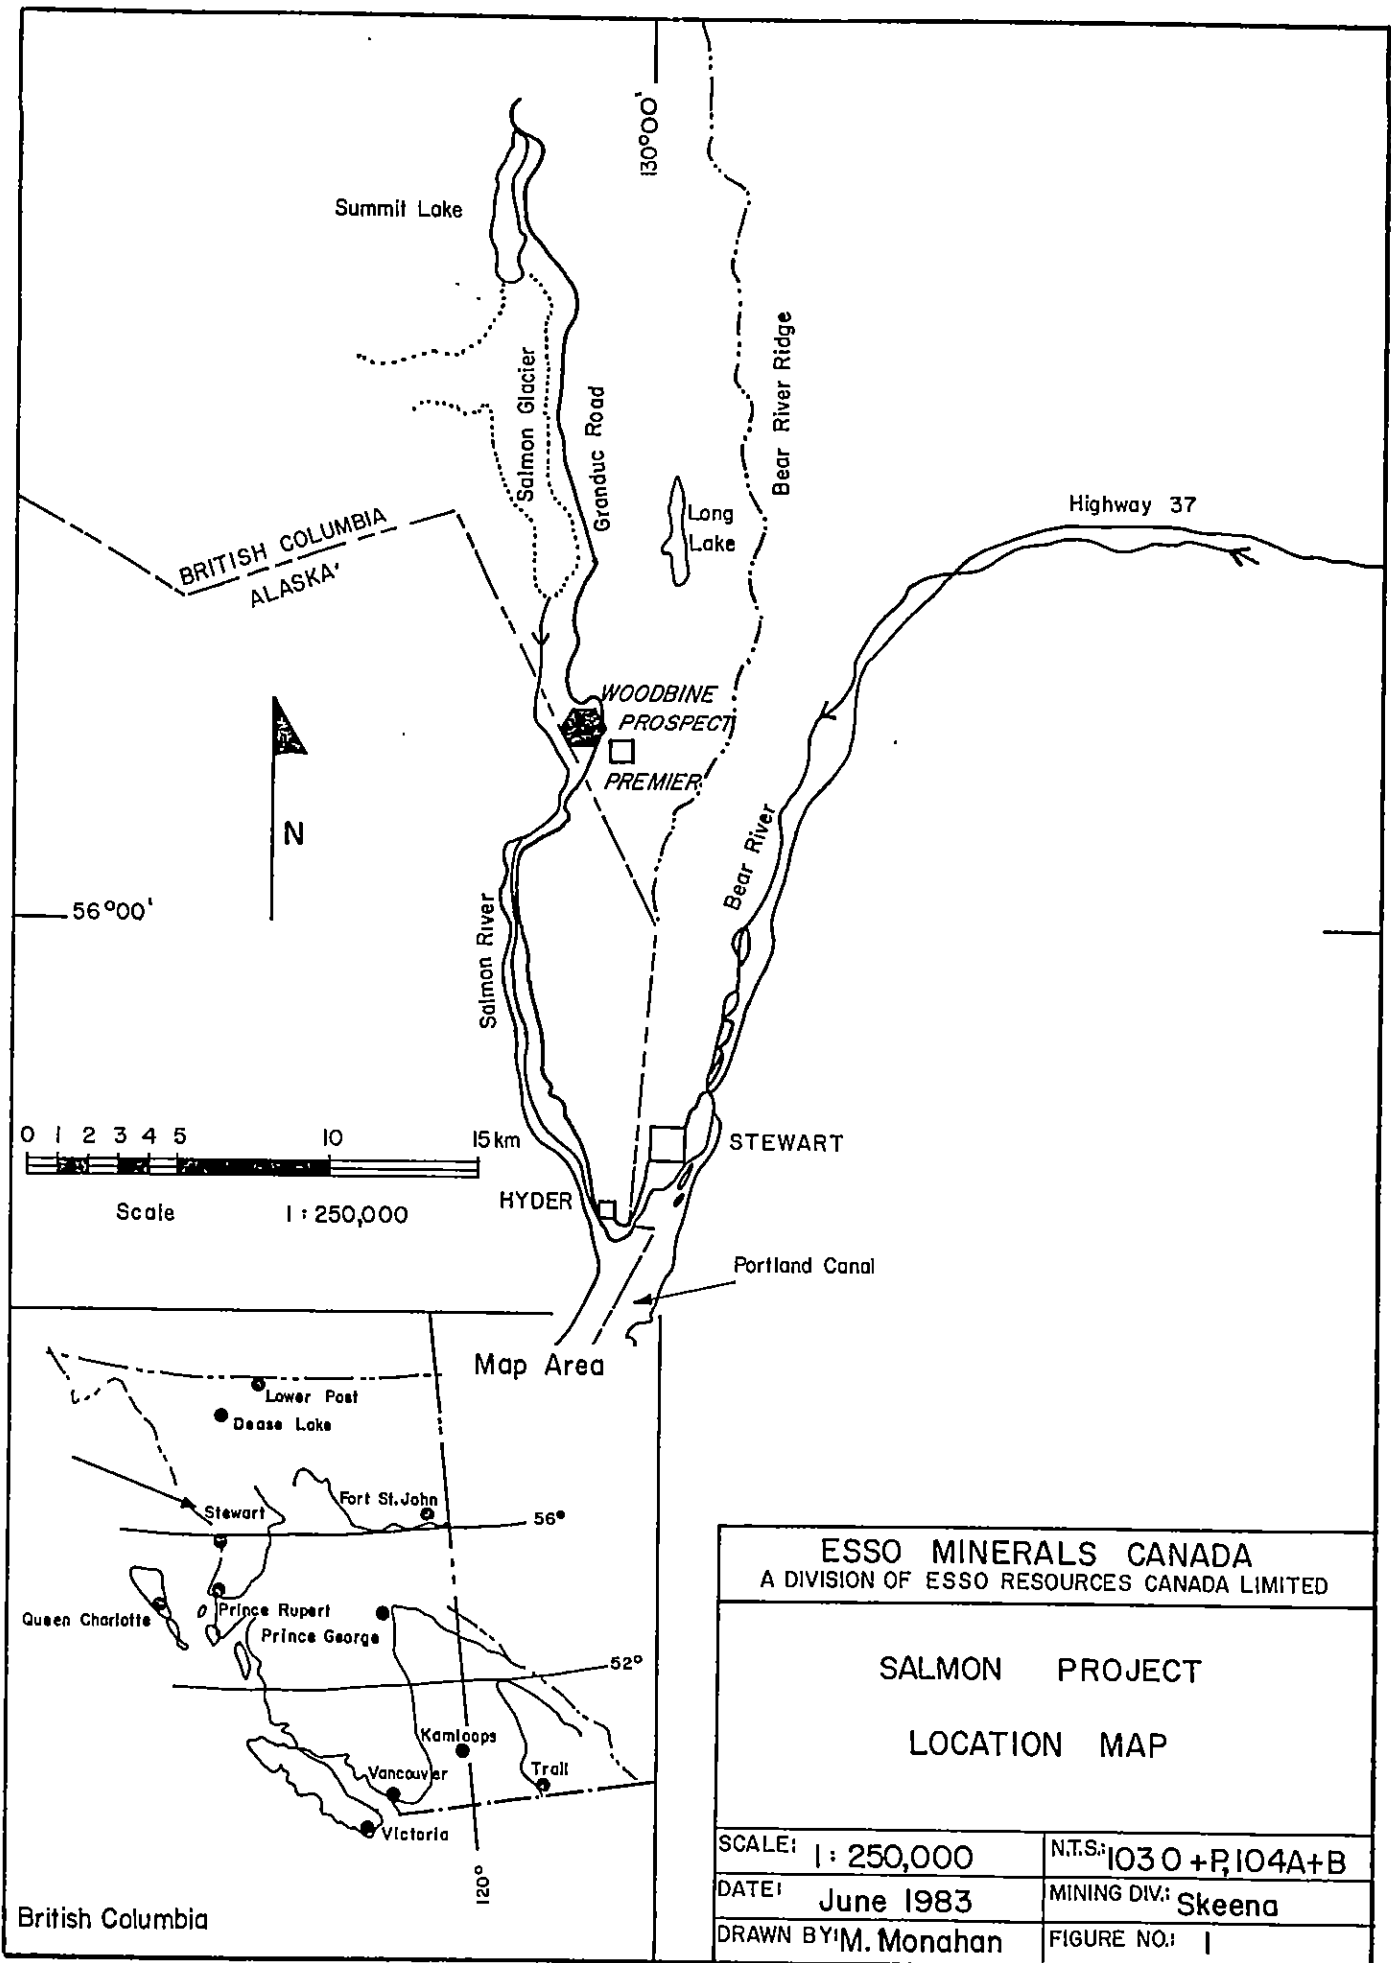 130°00'
Summit Lake
Salmon Glacier
Granduc Road
Bear River Ridge
Long
Lake
Highway 37
BRITISH COLUMBIA
ALASKA
WOODBINE
PROSPECT
PREMIER
N
56°00'
Salmon River
Bear River
0 1 2 3 4 5 10 15 km
Scale 1 : 250,000
STEWART
HYDER
Portland Canal
Map Area
Lower Post
Dease Lake
Stewart
Fort St. John
56°
Queen Charlotte
Prince Rupert
Prince George
52°
Kamloops
Vancouver
Trail
Victoria
120°
British Columbia
ESSO MINERALS CANADA
A DIVISION OF ESSO RESOURCES CANADA LIMITED
SALMON PROJECT
LOCATION MAP
SCALE: 1 : 250,000
N.T.S.: 103 O + P, 104A+B
DATE: June 1983
MINING DIV.: Skeena
DRAWN BY: M. Monahan
FIGURE NO.: 1